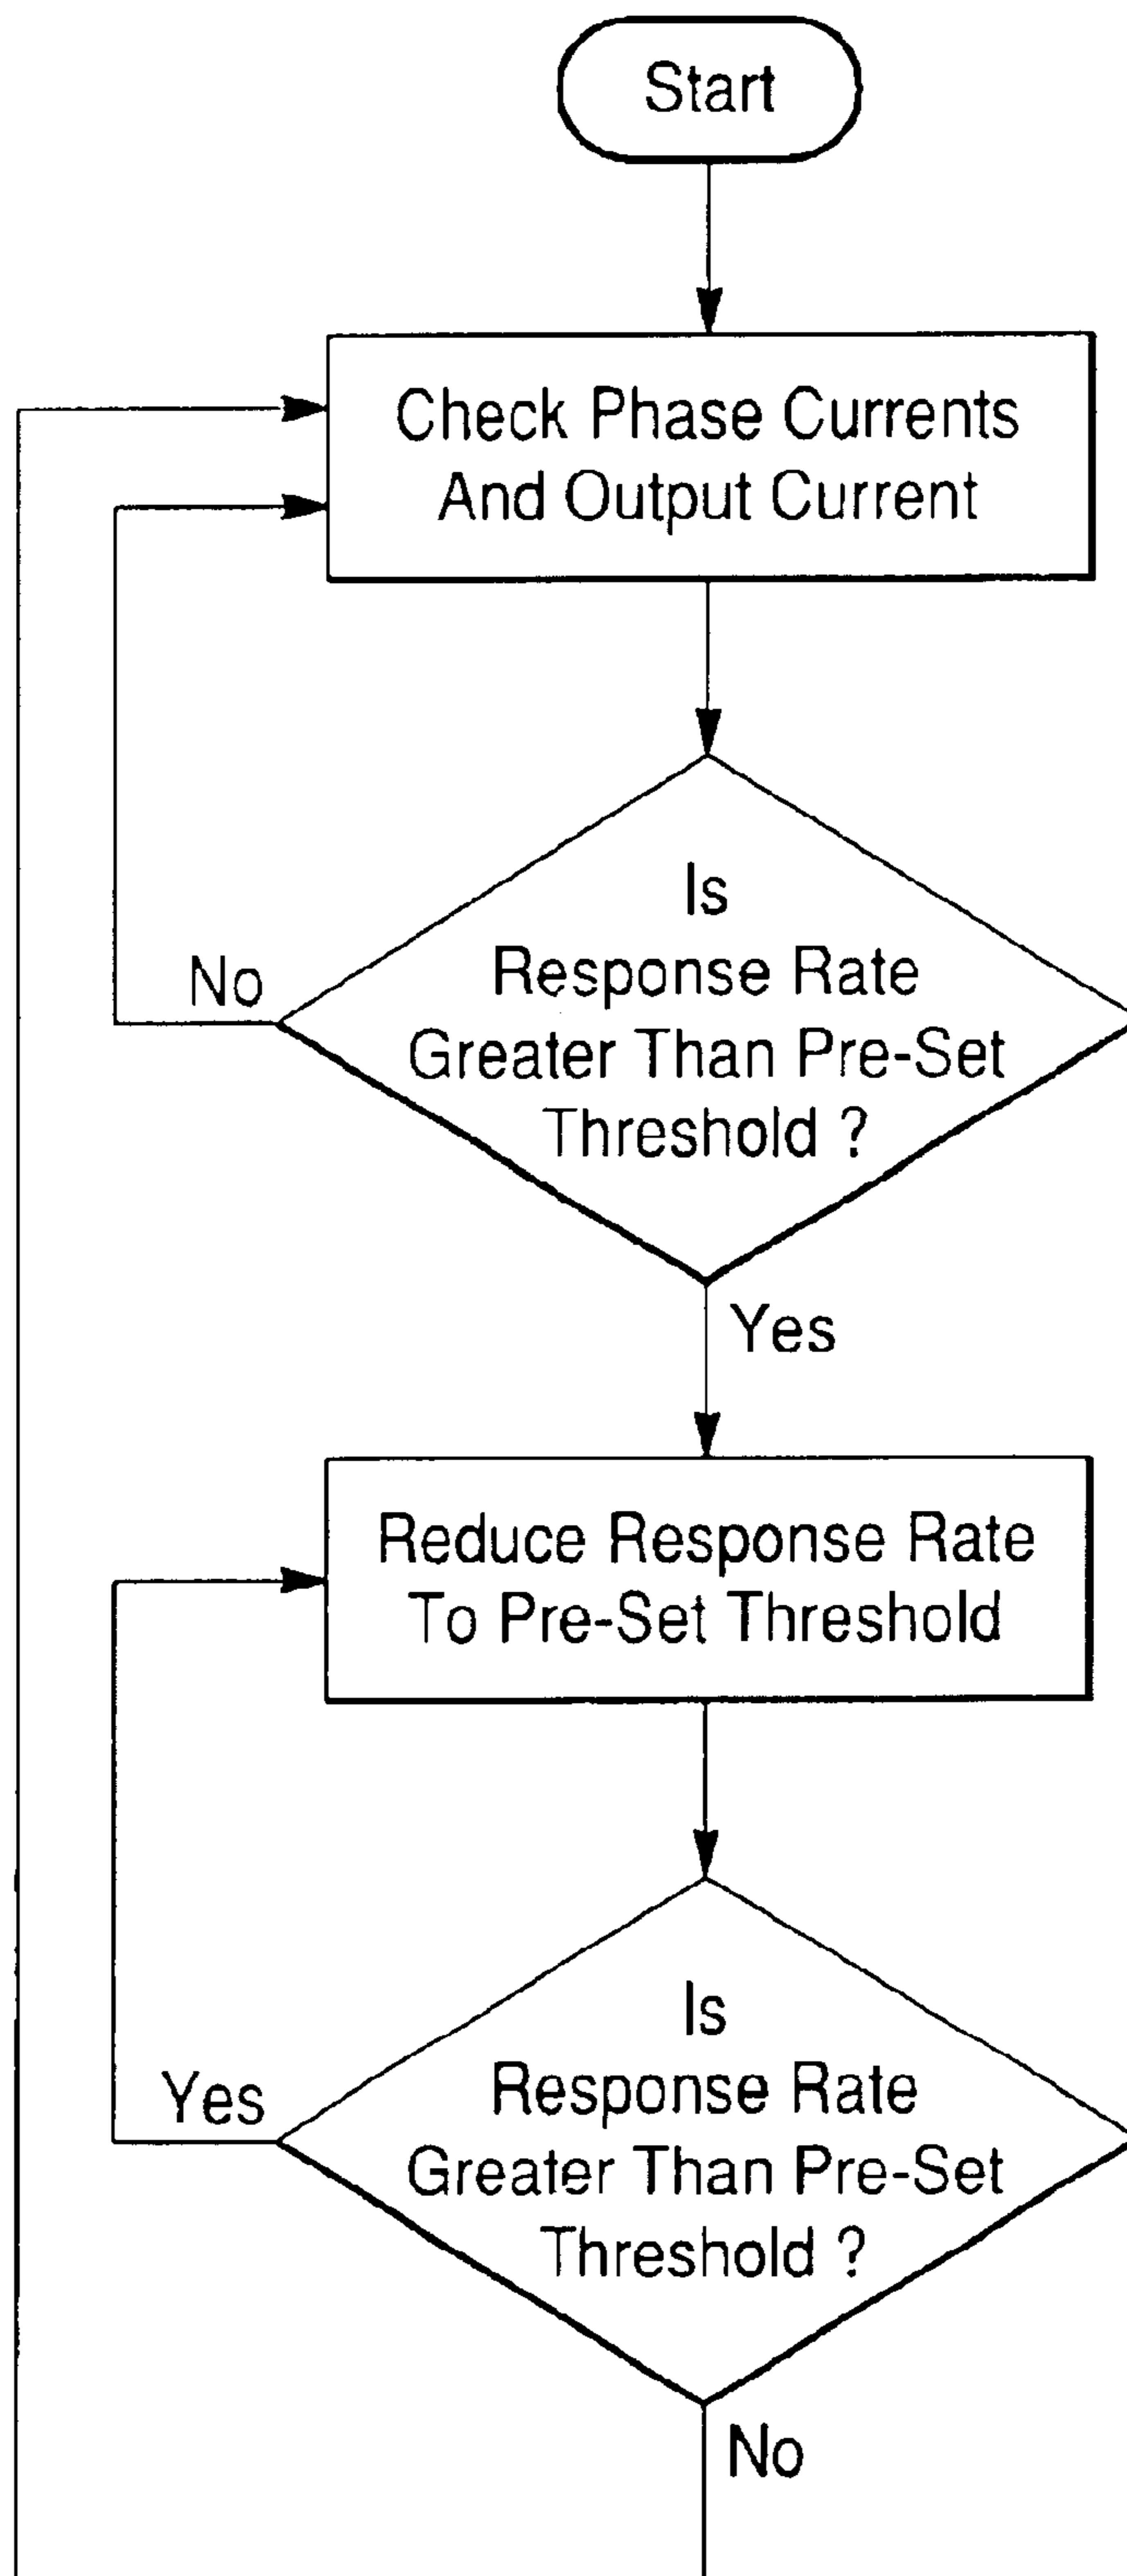 Start
Check Phase Currents
And Output Current
Is
Response Rate
Greater Than Pre-Set
Threshold ?
No
Yes
Reduce Response Rate
To Pre-Set Threshold
Is
Response Rate
Greater Than Pre-Set
Threshold ?
Yes
No